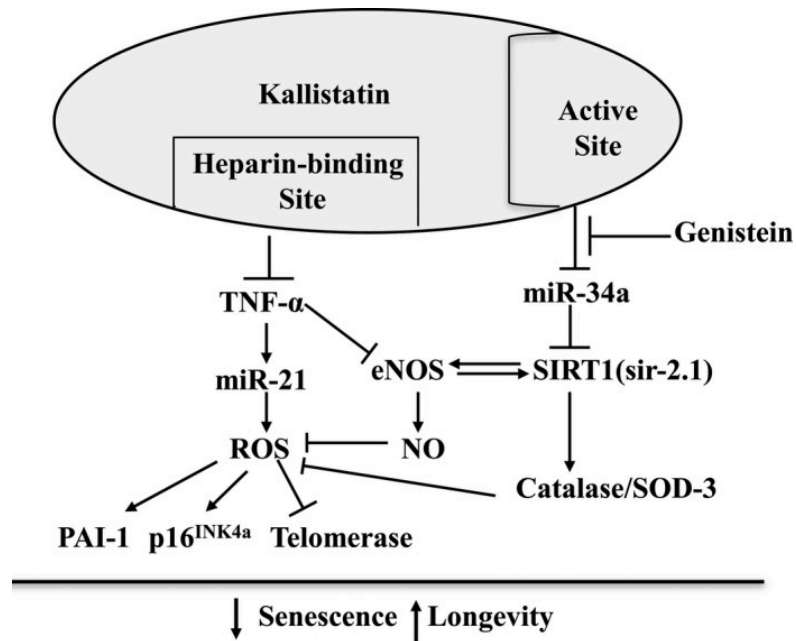 Kallistatin
Active
Site
Heparin-binding
Site
Genistein
TNF-α
miR-34a
miR-21
eNOS
SIRT1(sir-2.1)
ROS
NO
Catalase/SOD-3
PAI-1 p16INK4a Telomerase
Senescence Longevity